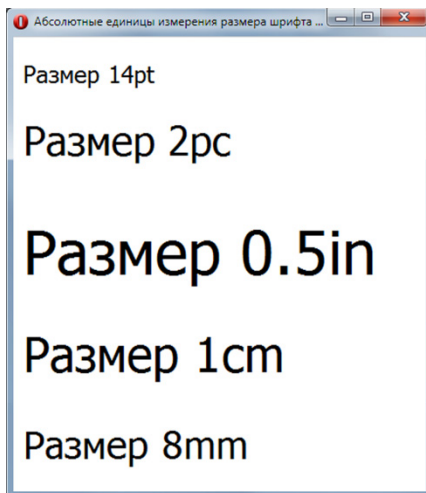 Абсолютные единицы измерения размера шрифта ...
Размер 14pt
Размер 2pc
Размер 0.5in
Размер 1cm
Размер 8mm